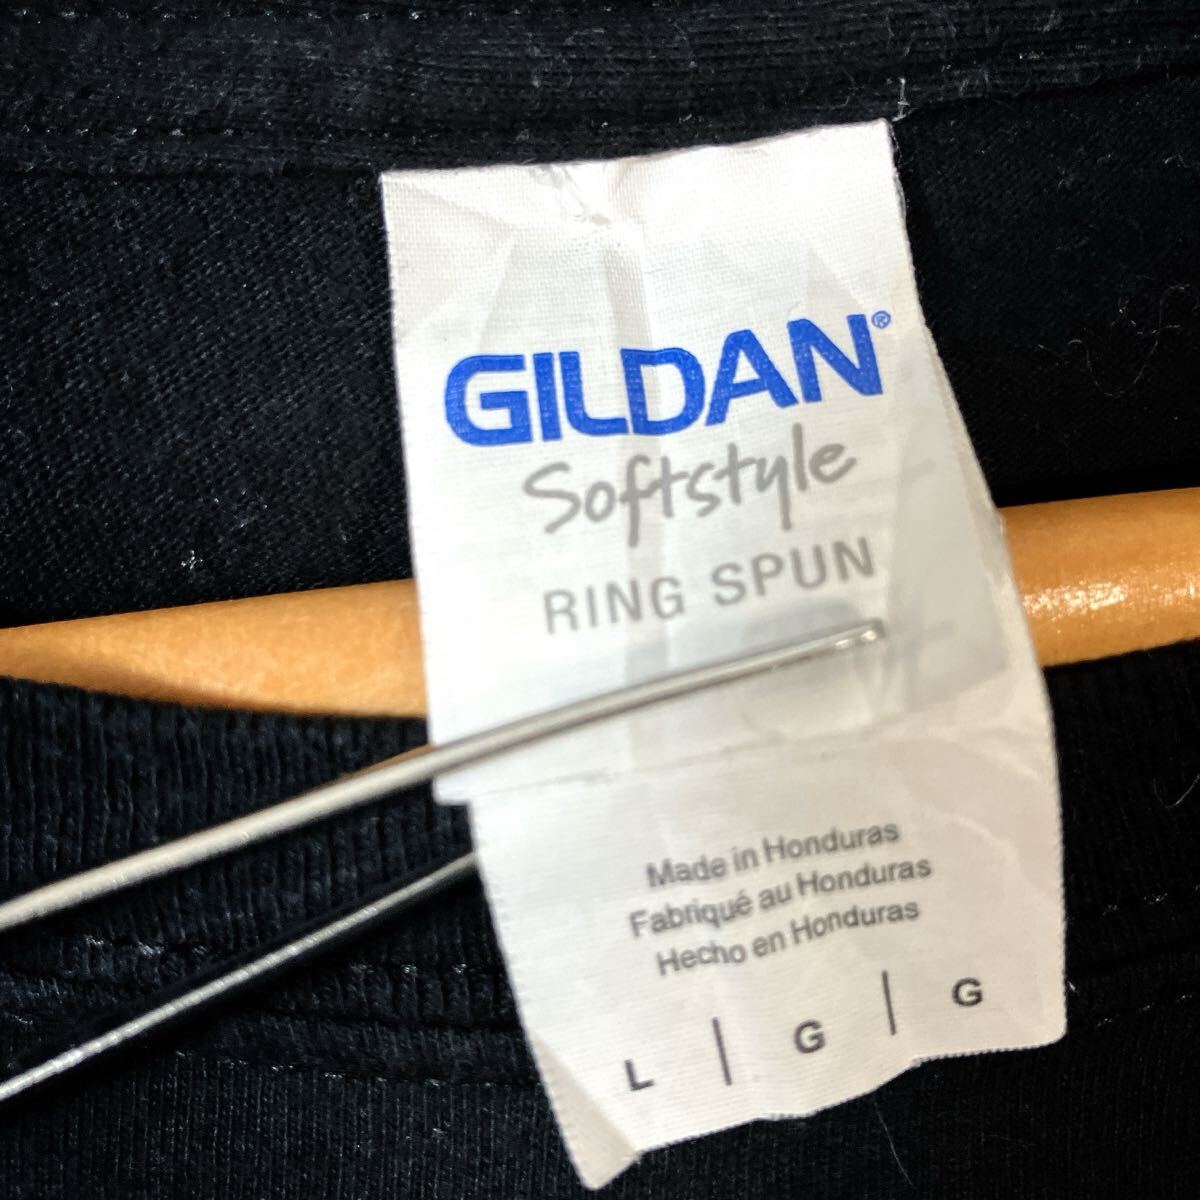 GILDAN®
Softstyle
RING SPUN
Made in Honduras
Fabriqué au Honduras
Hecho en Honduras
L | G | G